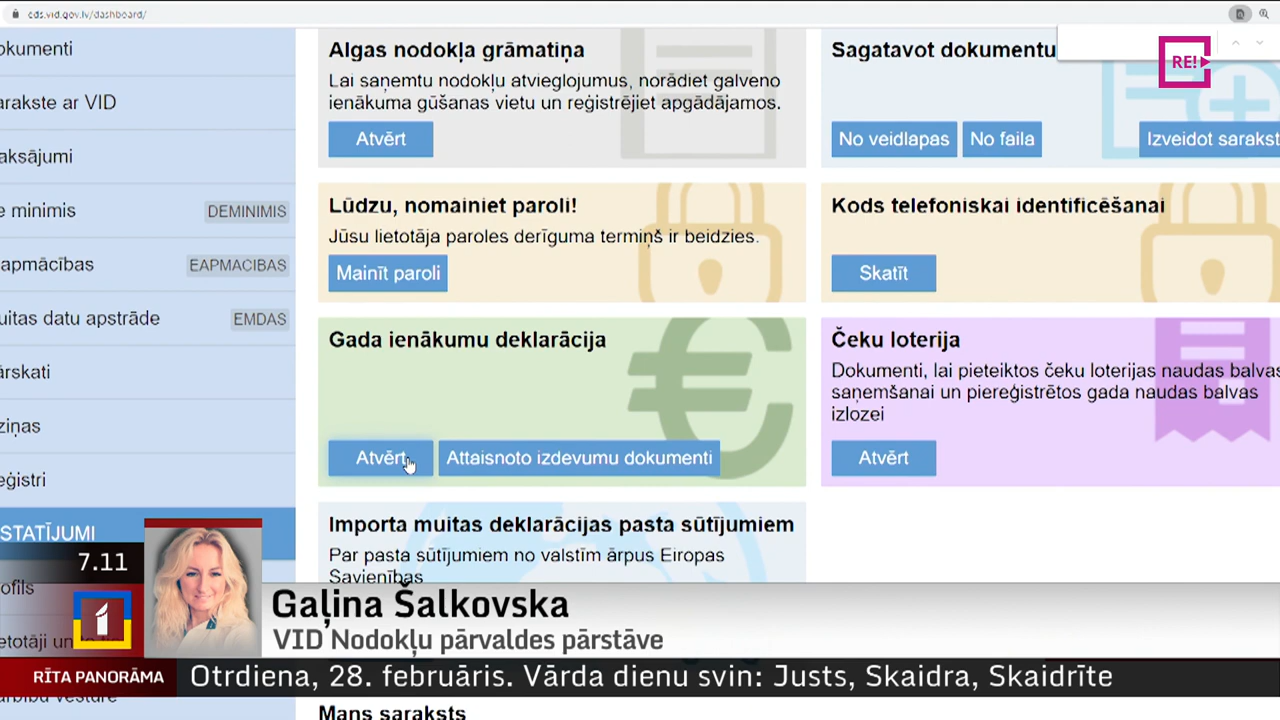 eds.vid.gov.lv/dashboard/
RE!
okumenti
arakste ar VID
aksājumi
e minimis
DEMINIMIS
apmācības
EAPMACIBAS
uitas datu apstrāde
EMDAS
ārskati
ziņas
eģistri
STATĪJUMI
ofils
Algas nodokļa grāmatiņa
Lai saņemtu nodokļu atvieglojumus, norādiet galveno
ienākuma gūšanas vietu un reģistrējiet apgādājamos.
Atvērt
Sagatavot dokumentu
No veidlapas
No faila
Izveidot sarakst
Lūdzu, nomainiet paroli!
Jūsu lietotāja paroles derīguma termiņš ir beidzies.
Mainīt paroli
Kods telefoniskai identificēšanai
Skatīt
Gada ienākumu deklarācija
Atvērt
Attaisnoto izdevumu dokumenti
Čeku loterija
Dokumenti, lai pieteiktos čeku loterijas naudas balvas
saņemšanai un piereģistrētos gada naudas balvas
izlozei
Atvērt
Importa muitas deklarācijas pasta sūtījumiem
Par pasta sūtījumiem no valstīm ārpus Eiropas
Savienības
7.11
1
Gaļina Šalkovska
VID Nodokļu pārvaldes pārstāve
RĪTA PANORĀMA
Otrdiena, 28. februāris. Vārda dienu svin: Justs, Skaidra, Skaidrīte
Mans saraksts